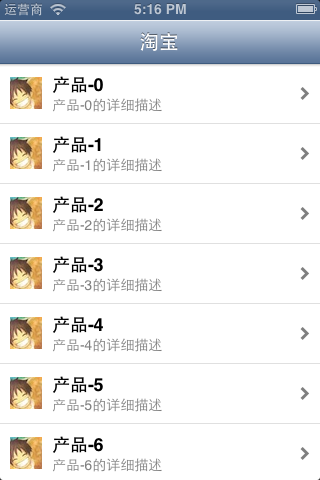 运营商 5:16 PM
淘宝
产品-0
产品-0的详细描述
产品-1
产品-1的详细描述
产品-2
产品-2的详细描述
产品-3
产品-3的详细描述
产品-4
产品-4的详细描述
产品-5
产品-5的详细描述
产品-6
产品-6的详细描述